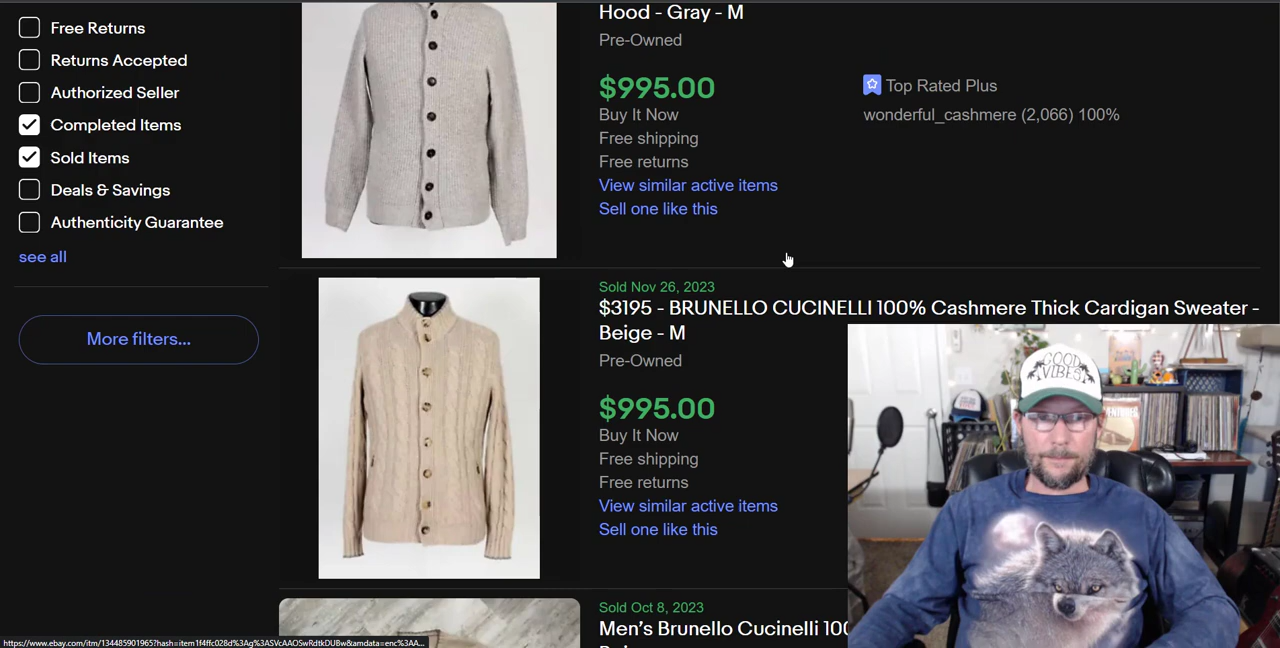 Free Returns
Returns Accepted
Authorized Seller
Completed Items
Sold Items
Deals & Savings
Authenticity Guarantee
see all
More filters...
Hood - Gray - M
Pre-Owned
$995.00
Buy It Now
Free shipping
Free returns
View similar active items
Sell one like this
Top Rated Plus
wonderful_cashmere (2,066) 100%
Sold Nov 26, 2023
$3195 - BRUNELLO CUCINELLI 100% Cashmere Thick Cardigan Sweater -
Beige - M
Pre-Owned
$995.00
Buy It Now
Free shipping
Free returns
View similar active items
Sell one like this
Sold Oct 8, 2023
Men's Brunello Cucinelli 100
GOOD
VIBES